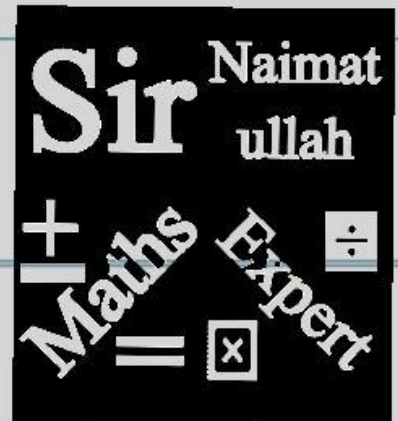 Sir Naimat
ullah
+ ÷
−
Maths Expert
= ×